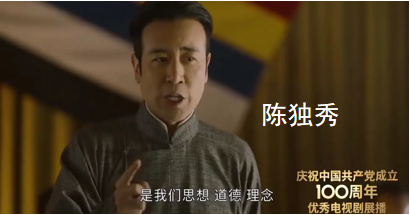 陈独秀
庆祝中国共产党成立
100周年
优秀电视剧展播
是我们思想 道德 理念